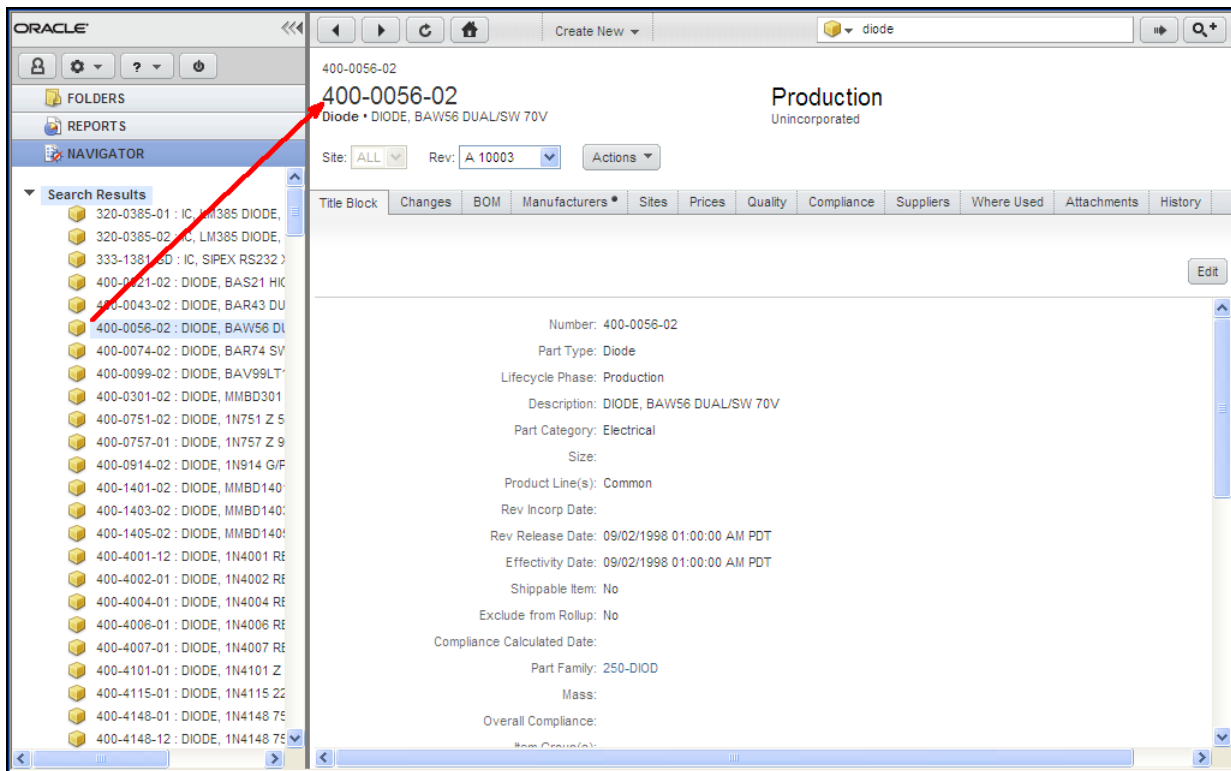 ORACLE
Create New
diode
FOLDERS
REPORTS
NAVIGATOR
Search Results
320-0385-01 : IC, LM385 DIODE,
320-0385-02 : IC, LM385 DIODE,
333-1381-GD : IC, SIPEX RS232
400-0021-02 : DIODE, BAS21
400-0043-02 : DIODE, BAR43 DU
400-0056-02 : DIODE, BAW56
400-0074-02 : DIODE, BAR74
400-0099-02 : DIODE, BAV99LT1
400-0301-02 : DIODE, MMBD301
400-0751-02 : DIODE, 1N751 Z 5
400-0757-01 : DIODE, 1N757 Z 9
400-0914-02 : DIODE, 1N914 G/P
400-1401-02 : DIODE, MMBD140
400-1403-02 : DIODE, MMBD140
400-1405-02 : DIODE, MMBD140
400-4001-12 : DIODE, 1N4001 RE
400-4002-01 : DIODE, 1N4002 RE
400-4004-01 : DIODE, 1N4004 RE
400-4006-01 : DIODE, 1N4006 RE
400-4007-01 : DIODE, 1N4007 RE
400-4101-01 : DIODE, 1N4101 Z
400-4115-01 : DIODE, 1N4115 22
400-4148-01 : DIODE, 1N4148 75
400-4148-12 : DIODE, 1N4148 75
400-0056-02
400-0056-02
Diode • DIODE, BAW56 DUAL/SW 70V
Production
Unincorporated
Site: ALL Rev: A 10003 Actions
Title Block Changes BOM Manufacturers • Sites Prices Quality Compliance Suppliers Where Used Attachments History
Edit
Number: 400-0056-02
Part Type: Diode
Lifecycle Phase: Production
Description: DIODE, BAW56 DUAL/SW 70V
Part Category: Electrical
Size:
Product Line(s): Common
Rev Incorp Date:
Rev Release Date: 09/02/1998 01:00:00 AM PDT
Effectivity Date: 09/02/1998 01:00:00 AM PDT
Shippable Item: No
Exclude from Rollup: No
Compliance Calculated Date:
Part Family: 250-DIOD
Mass:
Overall Compliance:
Item Group(s):